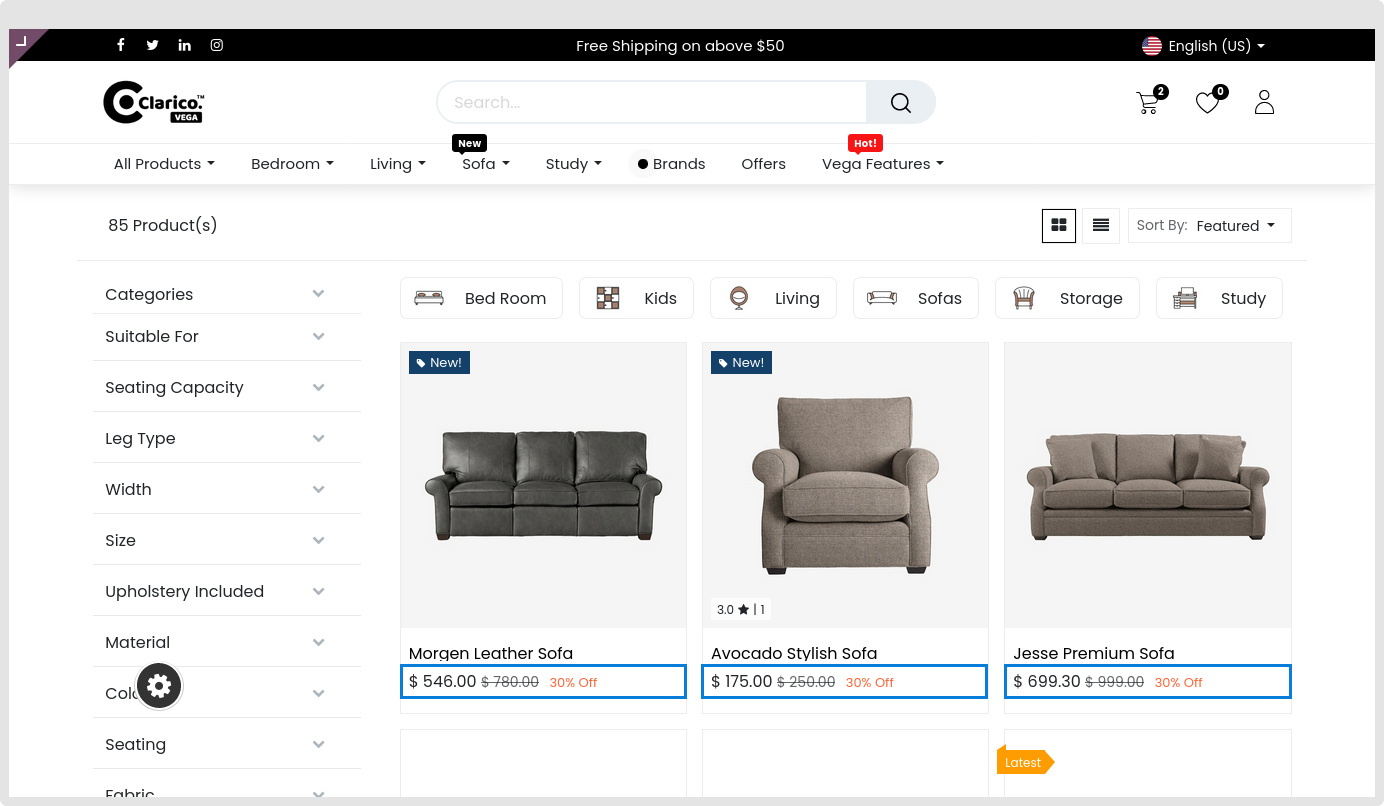 Free Shipping on above $50
English (US)
Clarico.™
VEGA
Search...
2
0
New
Hot!
All Products
Bedroom
Living
Sofa
Study
Brands
Offers
Vega Features
85 Product(s)
Sort By: Featured
Categories
Suitable For
Seating Capacity
Leg Type
Width
Size
Upholstery Included
Material
Seating
Fabric
Bed Room
Kids
Living
Sofas
Storage
Study
New!
Morgen Leather Sofa
$ 546.00 $ 780.00 30% Off
New!
3.0 ★ | 1
Avocado Stylish Sofa
$ 175.00 $ 250.00 30% Off
Jesse Premium Sofa
$ 699.30 $ 999.00 30% Off
Latest